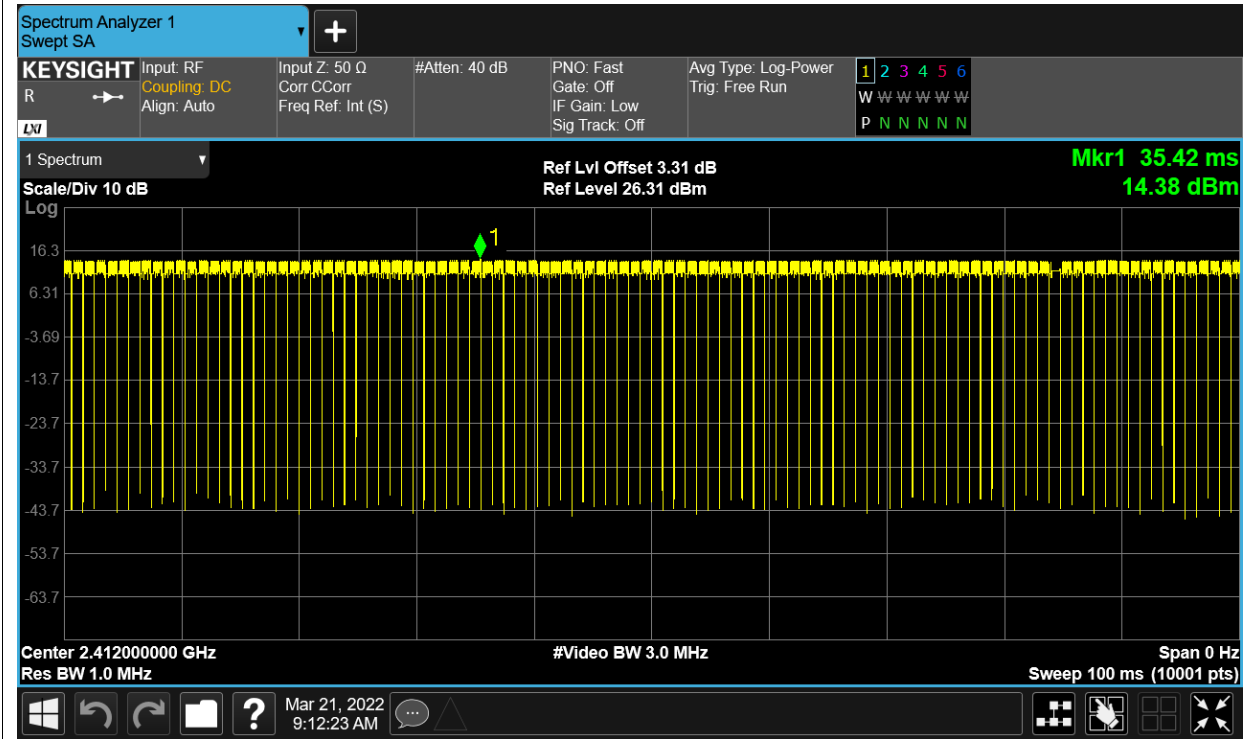 Spectrum Analyzer 1
Swept SA
KEYSIGHT
R
LXI
Input: RF
Coupling: DC
Align: Auto
Input Z: 50 Ω
Corr CCorr
Freq Ref: Int (S)
#Atten: 40 dB
PNO: Fast
Gate: Off
IF Gain: Low
Sig Track: Off
Avg Type: Log-Power
Trig: Free Run
1 2 3 4 5 6
W W W W W W
P N N N N N
1 Spectrum
Scale/Div 10 dB
Log
Ref Lvl Offset 3.31 dB
Ref Level 26.31 dBm
Mkr1 35.42 ms
14.38 dBm
1
16.3
6.31
-3.69
-13.7
-23.7
-33.7
-43.7
-53.7
-63.7
Center 2.412000000 GHz
Res BW 1.0 MHz
#Video BW 3.0 MHz
Span 0 Hz
Sweep 100 ms (10001 pts)
?
Mar 21, 2022
9:12:23 AM